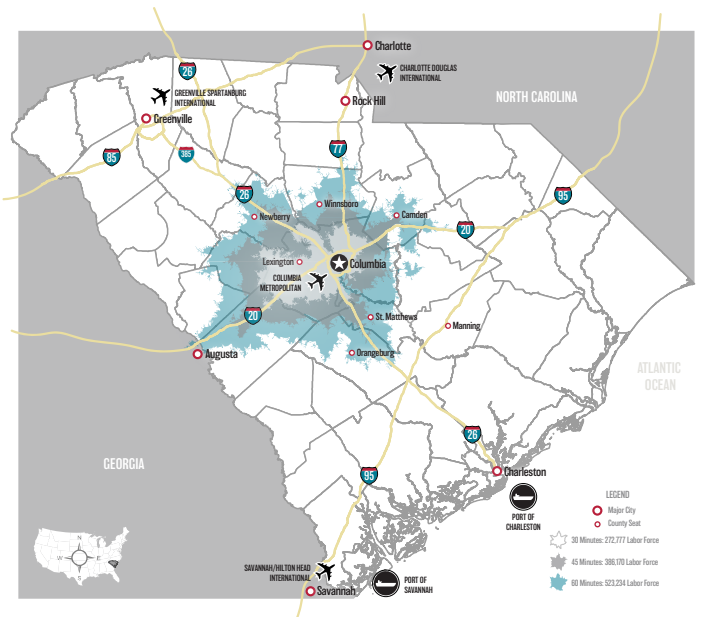 Charlotte
26
CHARLOTTE DOUGLAS
INTERNATIONAL
GREENVILLE SPARTANBURG
INTERNATIONAL
Rock Hill
NORTH CAROLINA
Greenville
77
85
385
26
95
Winnsboro
Newberry
Camden
20
Lexington
Columbia
COLUMBIA
METROPOLITAN
20
St. Matthews
Manning
Orangeburg
Augusta
ATLANTIC
OCEAN
26
GEORGIA
95
Charleston
PORT OF
CHARLESTON
LEGEND
Major City
County Seat
30 Minutes: 272,777 Labor Force
45 Minutes: 386,170 Labor Force
60 Minutes: 523,234 Labor Force
N
W
E
S
SAVANNAH/HILTON HEAD
INTERNATIONAL
PORT OF
SAVANNAH
Savannah